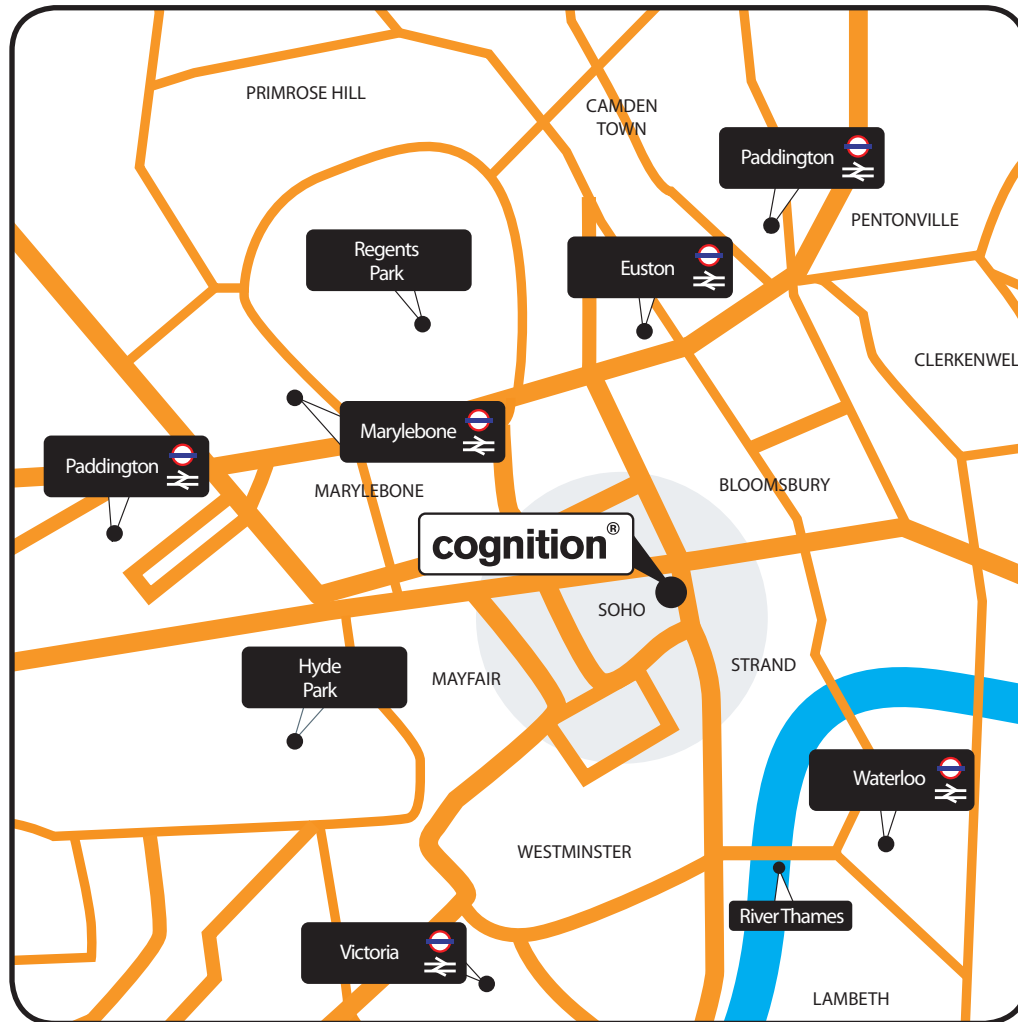 PRIMROSE HILL
CAMDEN
TOWN
Paddington
PENTONVILLE
Regents
Park
Euston
CLERKENWEL
Marylebone
Paddington
MARYLEBONE
BLOOMSBURY
cognition®
SOHO
Hyde
Park
MAYFAIR
STRAND
Waterloo
WESTMINSTER
River Thames
Victoria
LAMBETH